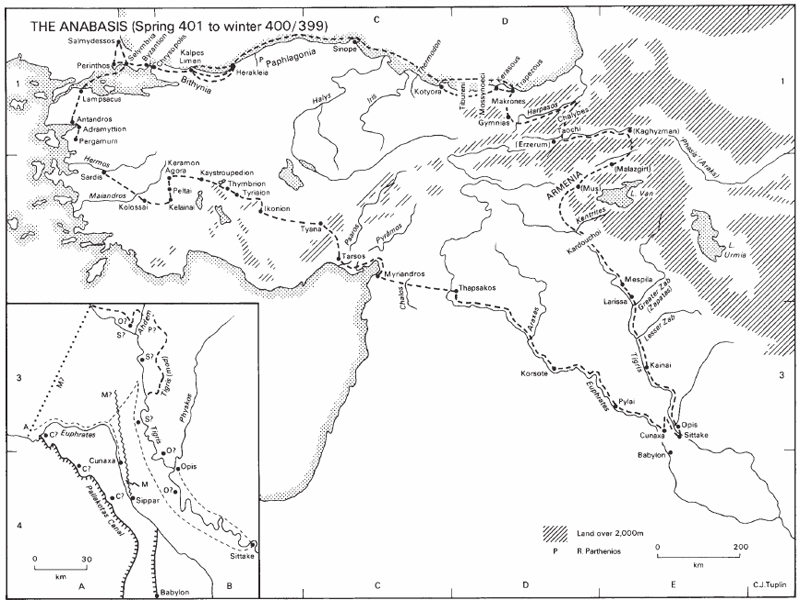 THE ANABASIS (Spring 401 to winter 400/399)
C
D
Salmydessos
Selymbria
Byzantion
Chrysopolis
Perinthos
Kalpes
Limen
Bithynia
Herakleia
P
Paphlagonia
Sinope
Thermodon
Kotyora
Tibareni
Mossynoeci
Kerasous
Trapezous
Makrones
Gymnias
Harpasos
Chalybes
Taochi
(Kaghyzman)
(Erzerum)
Phasis (Araks)
1
1
Lampsacus
Antandros
Adramyttion
Pergamum
Halys
Iris
Hermos
Sardis
Maiandros
Kolossai
Keramon
Agora
Peltai
Kelainai
Kaystroupedion
Thymbrion
Tyriaion
Ikonion
Tyana
Tarsos
Psaros
Pyramos
ARMENIA
(Malazgirt)
(Mus)
L. Van
Kentrites
Kardouchoi
L.
Urmia
Myriandros
Chalos
Thapsakos
Araxes
Korsote
Euphrates
Pylai
Cunaxa
Babylon
Mespila
Larissa
Greater Zab
(Zapatas)
Lesser Zab
Tigris
Kainai
Opis
Sittake
3
3
O?
S?
Adhem
P?
S?
Tigris
(mod)
Physkos
M?
M?
S?
Tigris
A
C?
Euphrates
O?
Opis
Cunaxa
C?
O?
M
C?
Sippar
Pallakottas Canal
Sittake
4
0 30
km
A
B
Babylon
Land over 2,000m
P R. Parthenios
0 200
km
C
D
E
C.J.Tuplin